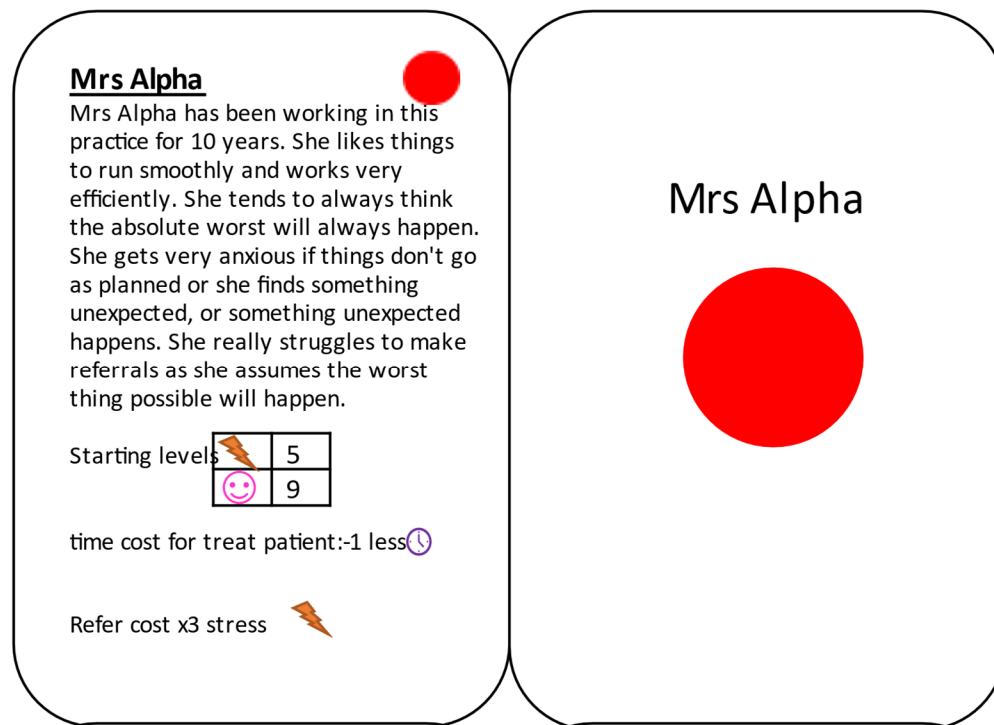 Mrs Alpha
Mrs Alpha has been working in this
practice for 10 years. She likes things
to run smoothly and works very
efficiently. She tends to always think
the absolute worst will always happen.
She gets very anxious if things don't go
as planned or she finds something
unexpected, or something unexpected
happens. She really struggles to make
referrals as she assumes the worst
thing possible will happen.
Starting levels 5
9
time cost for treat patient:-1 less
Refer cost x3 stress
Mrs Alpha